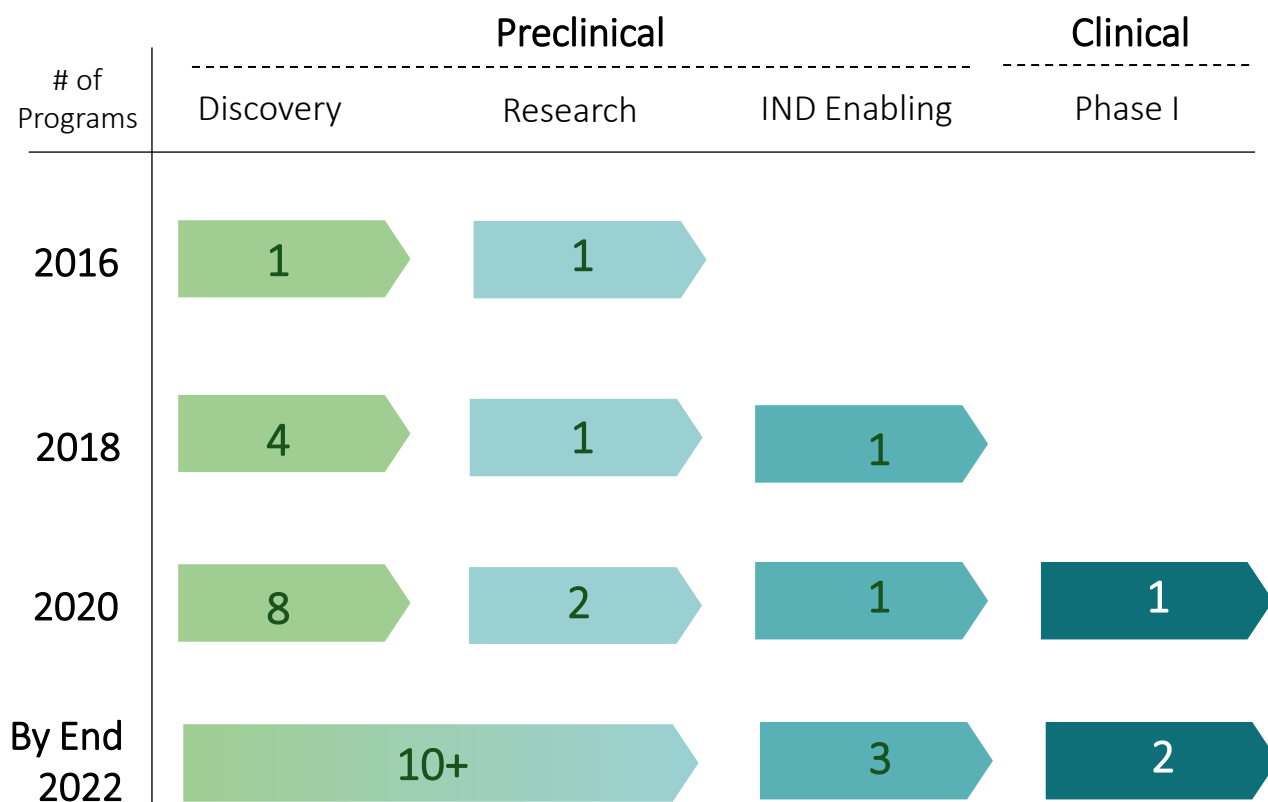 Preclinical
Clinical
# of
Programs
Discovery
Research
IND Enabling
Phase I
2016
1
1
2018
4
1
1
2020
8
2
1
1
By End
2022
10+
3
2